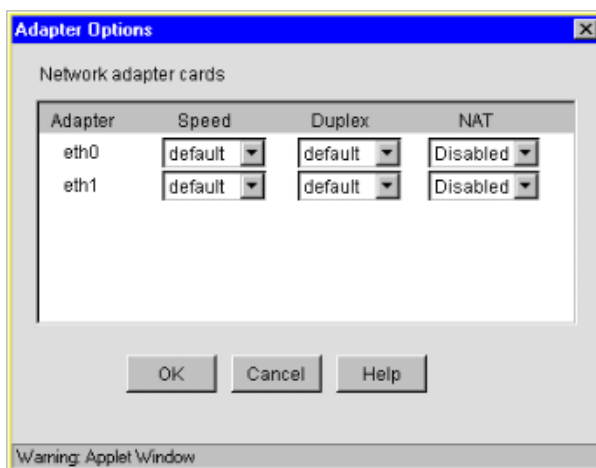 Adapter Options
Network adapter cards
Adapter Speed Duplex NAT
eth0 default default Disabled
eth1 default default Disabled
OK Cancel Help
Warning: Applet Window